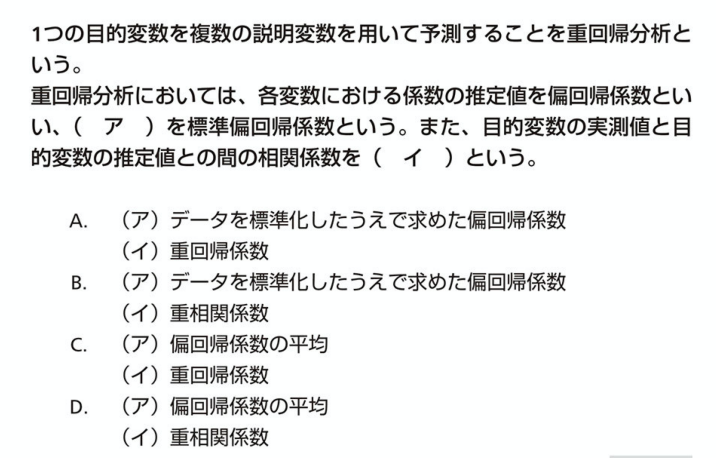 1つの目的変数を複数の説明変数を用いて予測することを重回帰分析と
いう。
重回帰分析においては、各変数における係数の推定値を偏回帰係数とい
い、（　ア　）を標準偏回帰係数という。また、目的変数の実測値と目
的変数の推定値との間の相関係数を（　イ　）という。
A.　（ア）データを標準化したうえで求めた偏回帰係数
（イ）重回帰係数
B.　（ア）データを標準化したうえで求めた偏回帰係数
（イ）重相関係数
C.　（ア）偏回帰係数の平均
（イ）重回帰係数
D.　（ア）偏回帰係数の平均
（イ）重相関係数